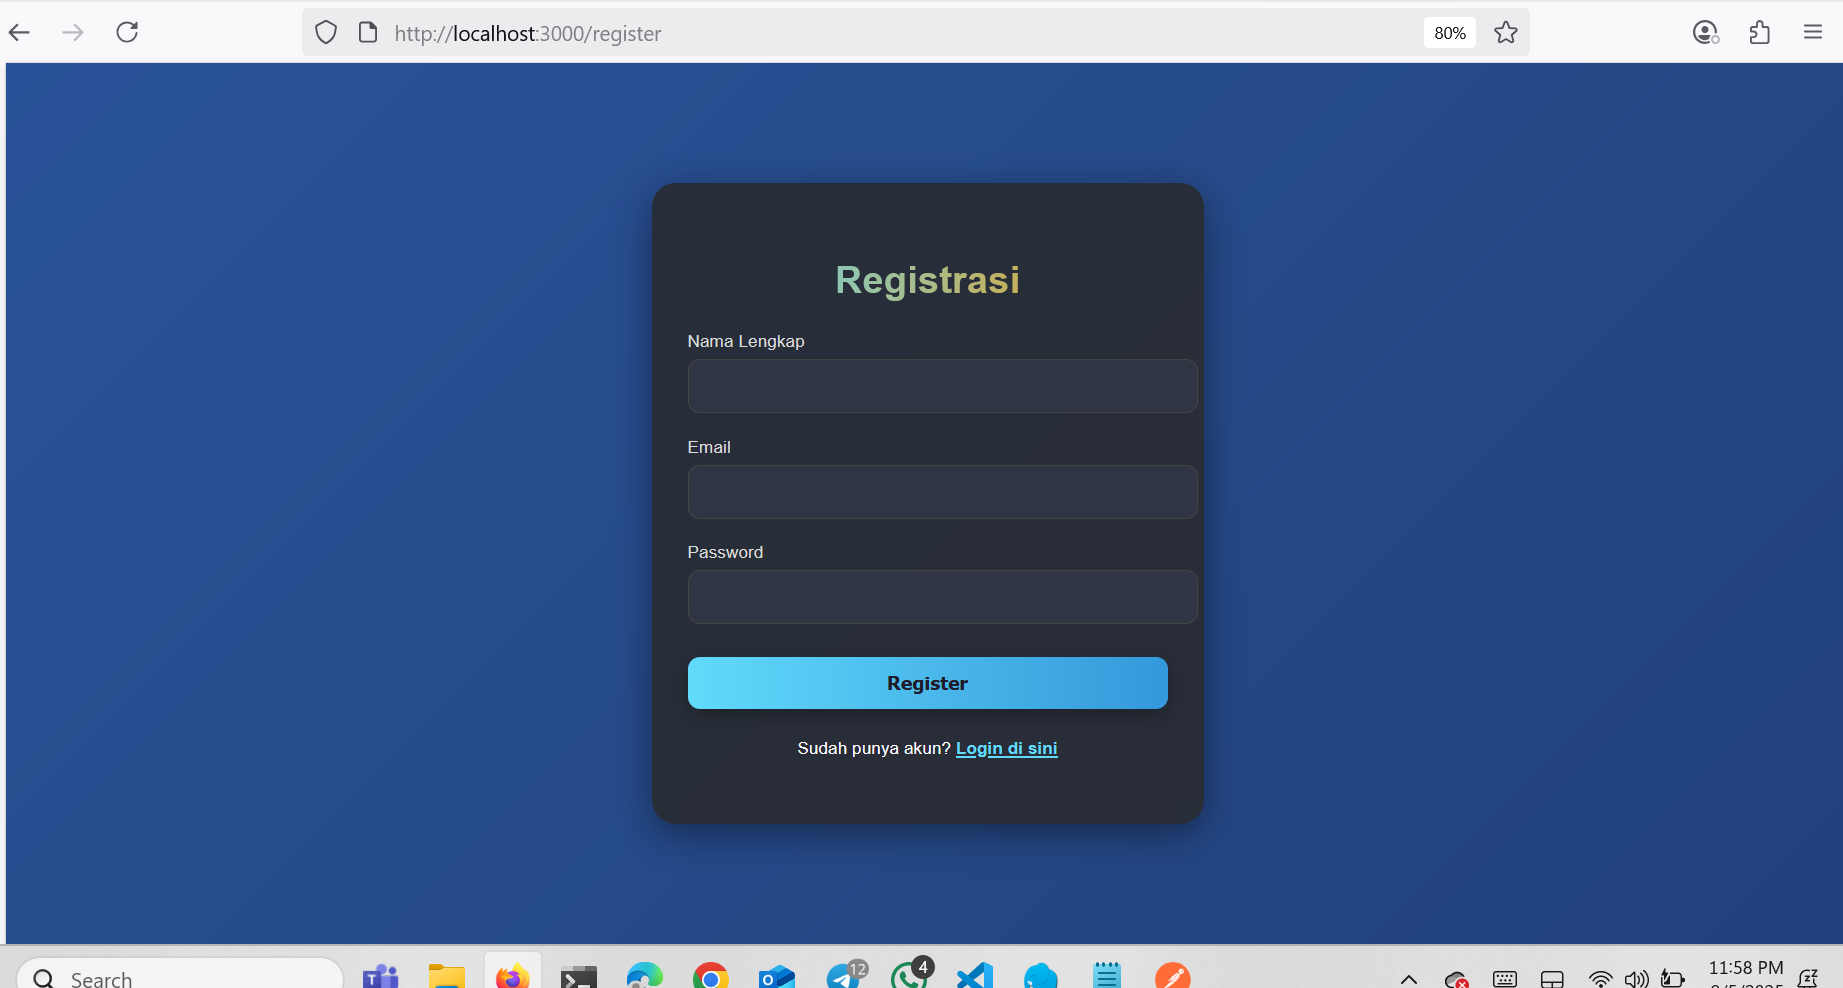 http://localhost:3000/register
80%
Registrasi
Nama Lengkap
Email
Password
Register
Sudah punya akun? Login di sini
Search
12
4
11:58 PM